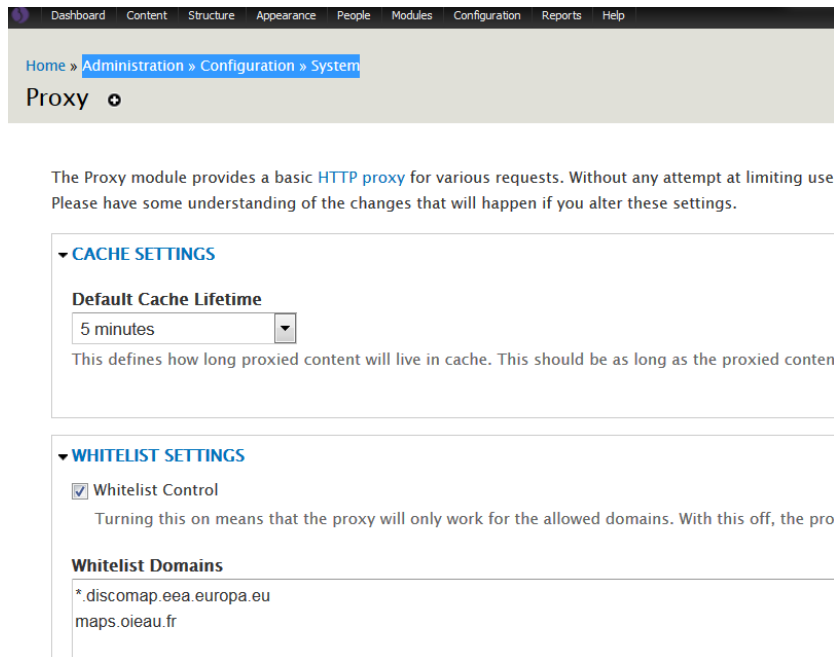 Dashboard Content Structure Appearance People Modules Configuration Reports Help
Home » Administration » Configuration » System
Proxy
The Proxy module provides a basic HTTP proxy for various requests. Without any attempt at limiting use
Please have some understanding of the changes that will happen if you alter these settings.
CACHE SETTINGS
Default Cache Lifetime
5 minutes
This defines how long proxied content will live in cache. This should be as long as the proxied conten
WHITELIST SETTINGS
Whitelist Control
Turning this on means that the proxy will only work for the allowed domains. With this off, the pro
Whitelist Domains
*.discomap.eea.europa.eu
maps.oieau.fr